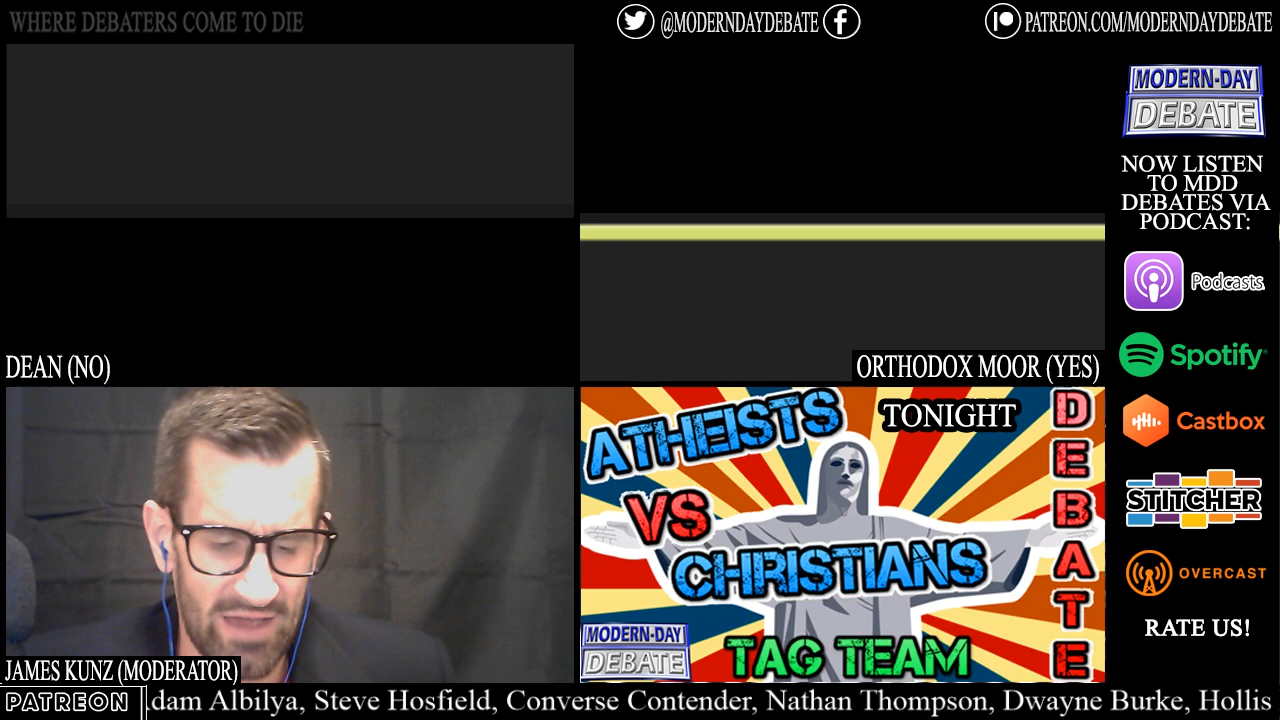 WHERE DEBATERS COME TO DIE
@MODERNDAYDEBATE
PATREON.COM/MODERNDAYDEBATE
MODERN-DAY
DEBATE
NOW LISTEN
TO MDD
DEBATES VIA
PODCAST:
Podcasts
Spotify
Castbox
STITCHER
OVERCAST
RATE US!
DEAN (NO)
ORTHODOX MOOR (YES)
ATHEISTS
VS
CHRISTIANS
TAG TEAM
TONIGHT
DEBATE
MODERN-DAY
DEBATE
JAMES KUNZ (MODERATOR)
PATREON
dam Albilya, Steve Hosfield, Converse Contender, Nathan Thompson, Dwayne Burke, Hollis